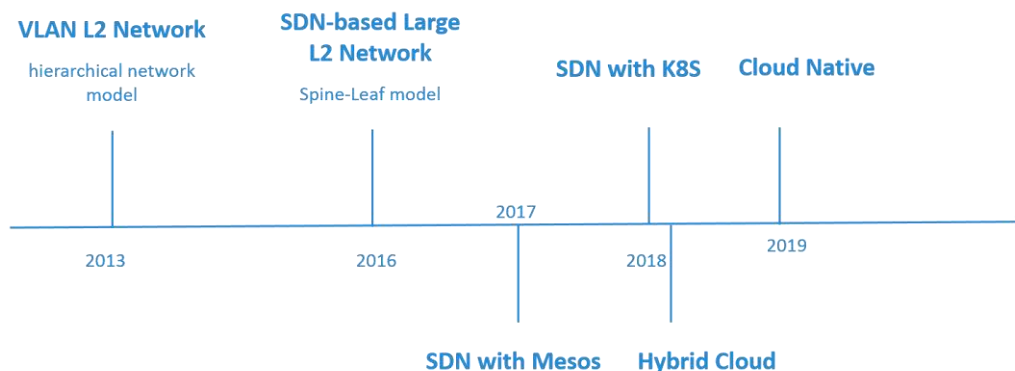 VLAN L2 Network
hierarchical network
model
SDN-based Large
L2 Network
Spine-Leaf model
SDN with K8S
Cloud Native
2017
2013
2016
2018
2019
SDN with Mesos
Hybrid Cloud